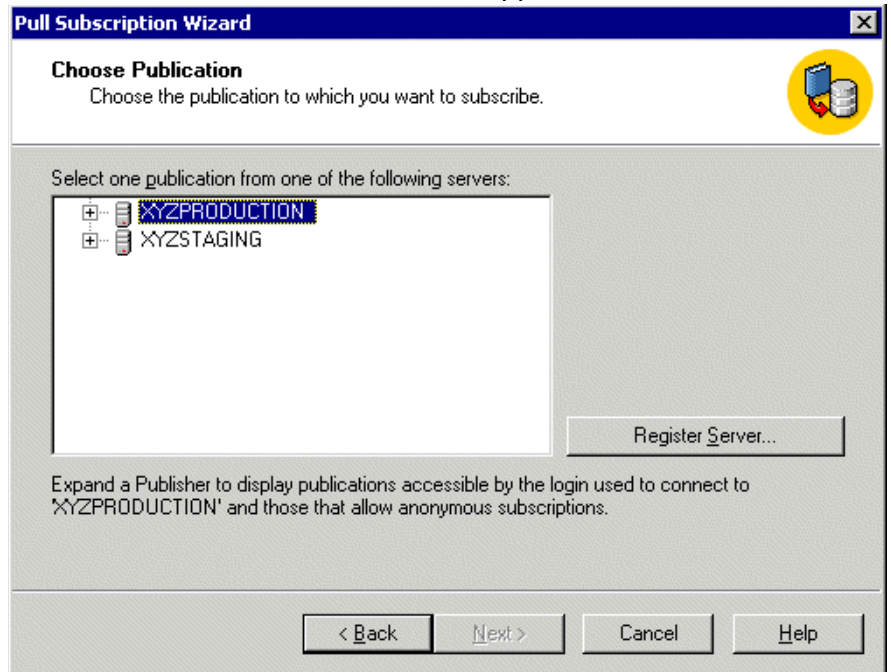 Pull Subscription Wizard
Choose Publication
Choose the publication to which you want to subscribe.
Select one publication from one of the following servers:
XYZPRODUCTION
XYZSTAGING
Register Server...
Expand a Publisher to display publications accessible by the login used to connect to
'XYZPRODUCTION' and those that allow anonymous subscriptions.
< Back
Next >
Cancel
Help